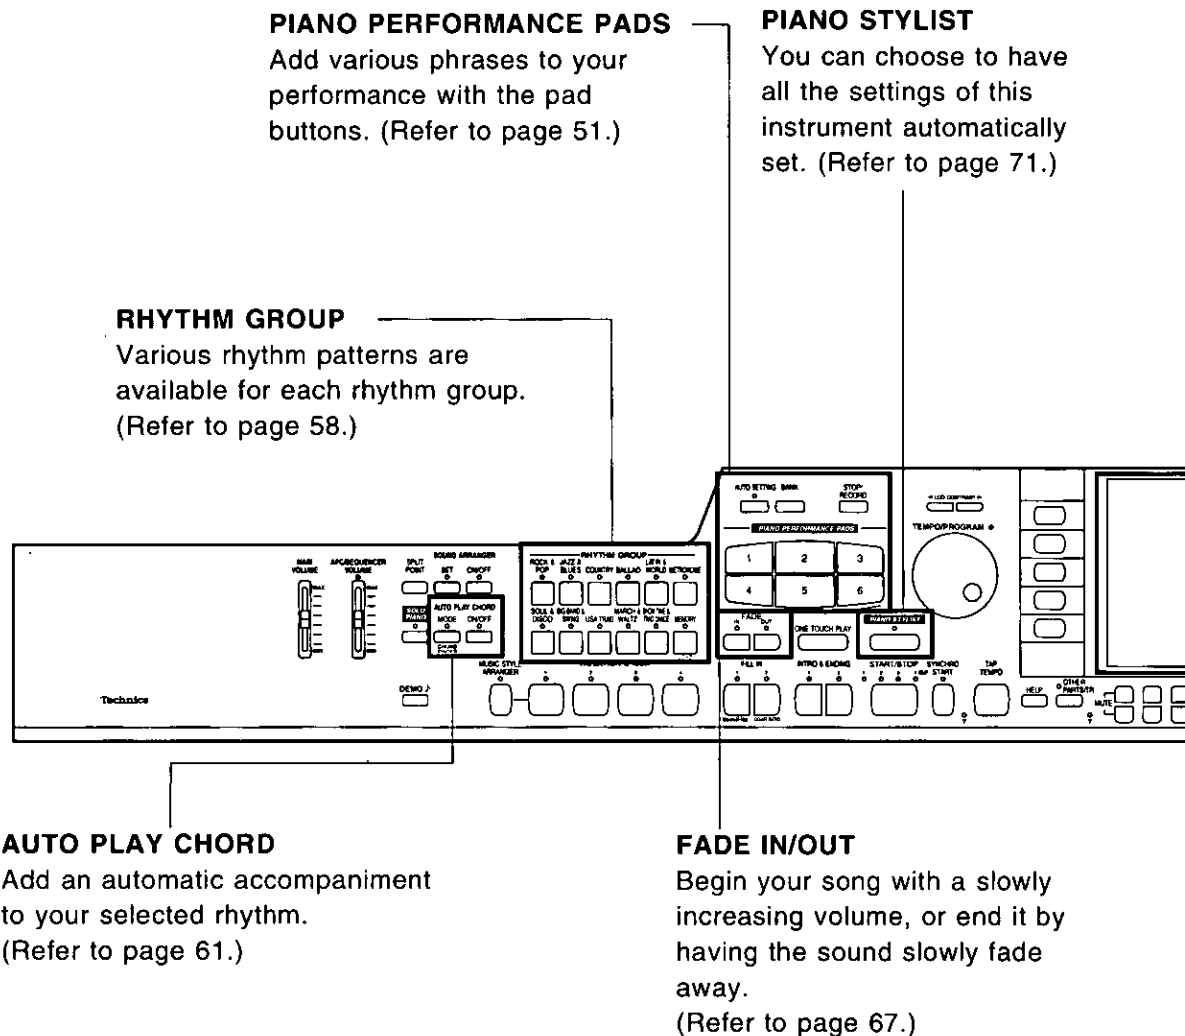 PIANO PERFORMANCE PADS
Add various phrases to your
performance with the pad
buttons. (Refer to page 51.)
PIANO STYLIST
You can choose to have
all the settings of this
instrument automatically
set. (Refer to page 71.)
RHYTHM GROUP
Various rhythm patterns are
available for each rhythm group.
(Refer to page 58.)
AUTO SETTING BANK
STOP/
RECORD
PIANO PERFORMANCE PADS
1 2 3
4 5 6
TEMPO/PROGRAM
MAIN
VOLUME
APC/SEQUENCER
VOLUME
SPLIT
POINT
SOUND ARRANGER
SET ON/OFF
SOLO
PIANO
AUTO PLAY CHORD
MODE ON/OFF
RHYTHM GROUP
ROCK & POP
JAZZ & BLUES
COUNTRY
BALLAD
LATIN & WORLD
METRONOME
SOUL & DISCO
BIG BAND & SWING
USA TRAD
MARCH & WALTZ
MEMORY
FADE
IN OUT
ONE TOUCH PLAY
PIANO STYLIST
MUSIC STYLE
ARRANGER
FILL IN
INTRO & ENDING
START/STOP
SYNCHRO
START
TAP
TEMPO
HELP
OTHER
PARTS/TR
MUTE
DEMO ♪
Technics
AUTO PLAY CHORD
Add an automatic accompaniment
to your selected rhythm.
(Refer to page 61.)
FADE IN/OUT
Begin your song with a slowly
increasing volume, or end it by
having the sound slowly fade
away.
(Refer to page 67.)